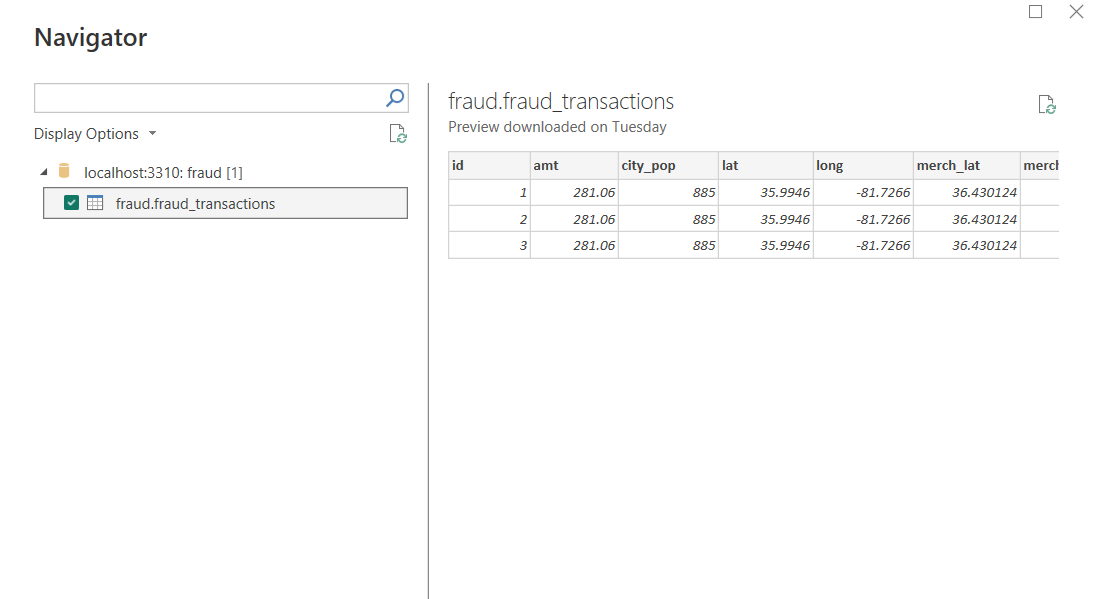 Navigator
Display Options
localhost:3310: fraud [1]
fraud.fraud_transactions
fraud.fraud_transactions
Preview downloaded on Tuesday
id amt city_pop lat long merch_lat merch
1 281.06 885 35.9946 -81.7266 36.430124
2 281.06 885 35.9946 -81.7266 36.430124
3 281.06 885 35.9946 -81.7266 36.430124